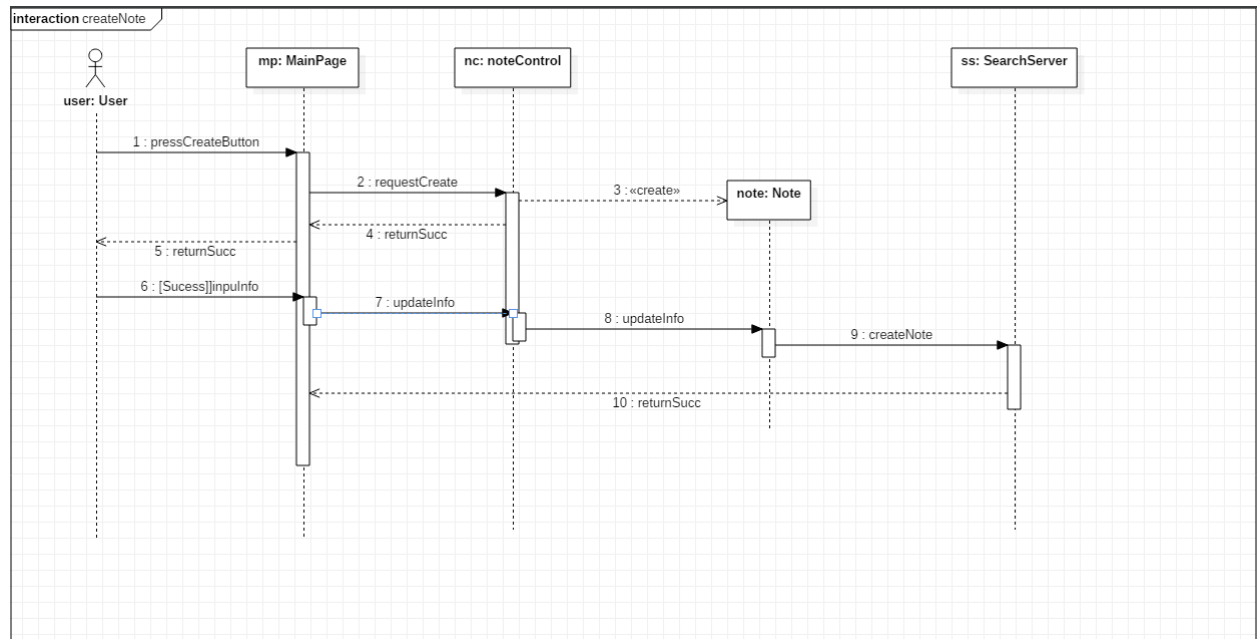 interaction createNote
user: User
mp: MainPage
nc: noteControl
ss: SearchServer
1 : pressCreateButton
2 : requestCreate
3 : «create»
note: Note
4 : returnSucc
5 : returnSucc
6 : [Sucess]]inpuInfo
7 : updateInfo
8 : updateInfo
9 : createNote
10 : returnSucc